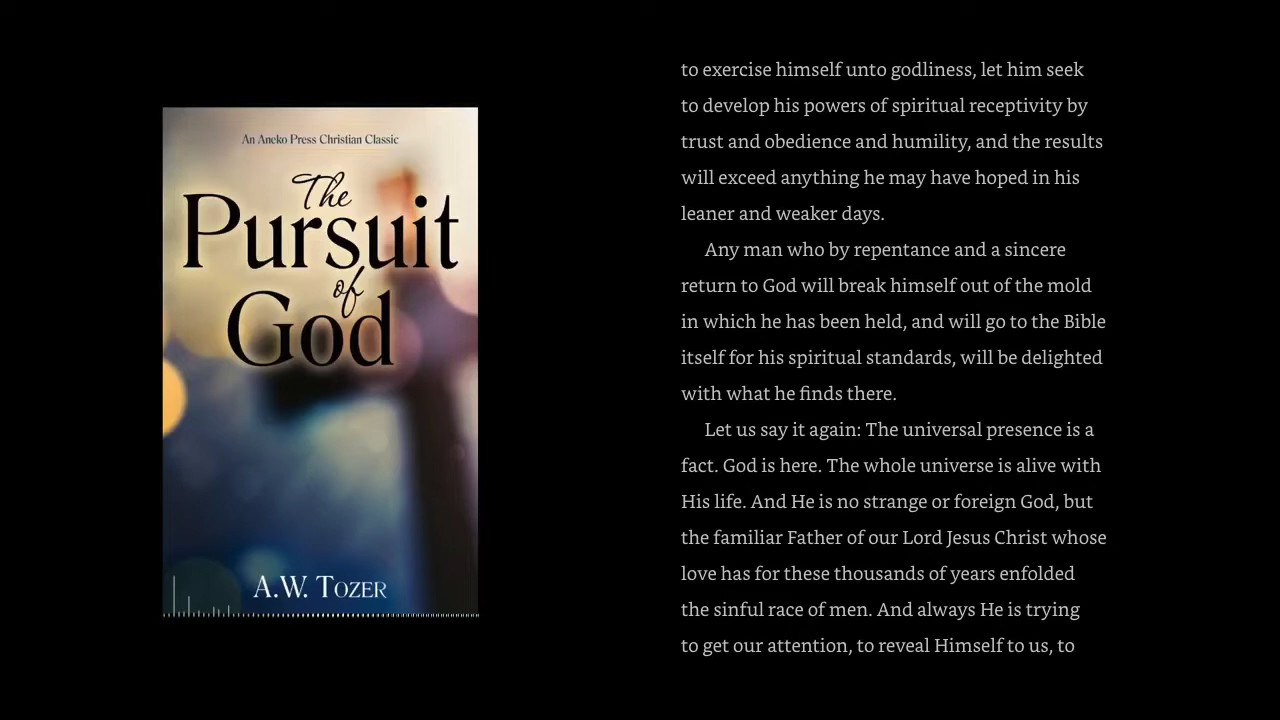 An Aneko Press Christian Classic
The
Pursuit
of
God
A.W. Tozer
to exercise himself unto godliness, let him seek
to develop his powers of spiritual receptivity by
trust and obedience and humility, and the results
will exceed anything he may have hoped in his
leaner and weaker days.
Any man who by repentance and a sincere
return to God will break himself out of the mold
in which he has been held, and will go to the Bible
itself for his spiritual standards, will be delighted
with what he finds there.
Let us say it again: The universal presence is a
fact. God is here. The whole universe is alive with
His life. And He is no strange or foreign God, but
the familiar Father of our Lord Jesus Christ whose
love has for these thousands of years enfolded
the sinful race of men. And always He is trying
to get our attention, to reveal Himself to us, to